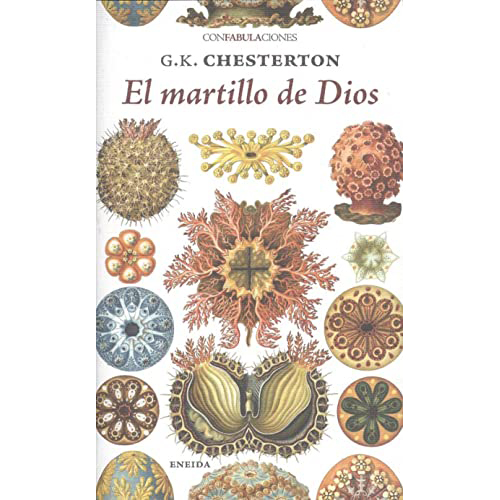 CONFABULACIONES
G.K. CHESTERTON
El martillo de Dios
ENEIDA